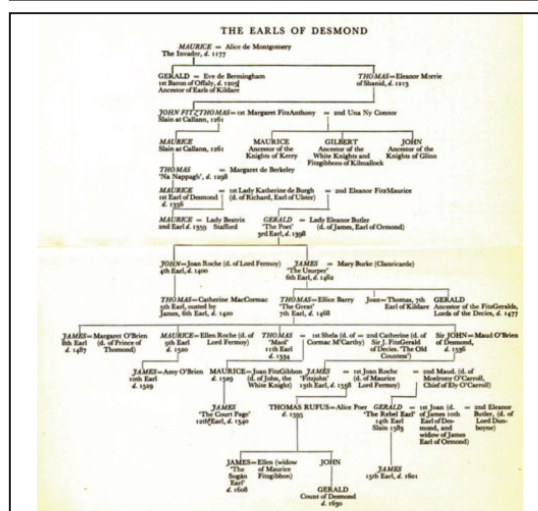 THE EARLS OF DESMOND
MAURICE = Alice de Montgomery
The Invader, d. 1177
GERALD = Eve de Bermingham
1st Baron of Offaly, d. 1203
Ancestor of Earls of Kildare
THOMAS = Eleanor Morrie
of Shanid, d. 1213
JOHN FITZTHOMAS = 1st Margaret FitzAnthony = 2nd Una Ny Connor
Slain at Callann, 1261
MAURICE
Slain at Callann, 1261
MAURICE
Ancestor of the
Knights of Kerry
GILBERT
Ancestor of the
White Knights and
Fitzgibbons of Kilmallock
JOHN
Ancestor of the
Knights of Glinn
THOMAS = Margaret de Berkeley
'Na Nappagh', d. 1298
MAURICE = 1st Lady Katherine de Burgh = 2nd Eleanor FitzMaurice
1st Earl of Desmond (d. of Richard, Earl of Ulster)
d. 1356
MAURICE = Lady Beatrix
2nd Earl d. 1359 Stafford
GERALD = Lady Eleanor Butler
'The Poet' (d. of James, Earl of Ormond)
3rd Earl, d. 1398
JOHN = Joan Roche (d. of Lord Fermoy)
4th Earl, d. 1400
JAMES = Mary Burke (Clanricarde)
'The Usurper'
6th Earl, d. 1462
THOMAS = Catherine MacCormac
5th Earl, ousted by
James, 6th Earl, d. 1420
THOMAS = Ellice Barry
'The Great'
7th Earl, d. 1468
Joan = Thomas, 7th
Earl of Kildare
GERALD
Ancestor of the FitzGeralds,
Lords of the Decies, d. 1477
JAMES = Margaret O'Brien
8th Earl (d. of Prince of
d. 1487 Thomond)
MAURICE = Ellen Roche (d. of
9th Earl Lord Fermoy)
d. 1520
THOMAS = 1st Shela (d. of = 2nd Catherine (d. of
'Maol' Cormac McCarthy) Sir J. FitzGerald
11th Earl of Decies. 'The Old
d. 1534 Countess')
Sir JOHN = Maud O'Brien
of Desmond,
d. 1536
JAMES = Amy O'Brien
10th Earl
d. 1529
MAURICE = Joan FitzGibbon
d. 1529 (d. of John, the
White Knight)
JAMES = 1st Joan Roche = 2nd Maud. (d. of
'Fitzjohn' (d. of Maurice Moelrony O'Carroll,
13th Earl, d. 1558 Lord Fermoy) Chief of Ely O'Carroll)
JAMES
'The Court Page'
12th Earl, d. 1540
THOMAS RUFUS = Alice Poer
d. 1595
GERALD = 1st Joan (d. = 2nd Eleanor
'The Rebel Earl' of James 10th Butler, (d. of
14th Earl Earl of Des- Lord Dun-
Slain 1583 mond, and boyne)
widow of James
Earl of Ormond)
JAMES = Ellen (widow
'The of Maurice
Sugán Fitzgibbon)
Earl'
d. 1608
JOHN
JAMES
15th Earl, d. 1601
GERALD
Count of Desmond
d. 1632